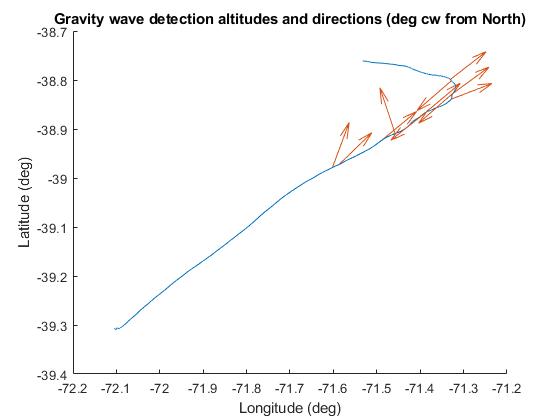 Gravity wave detection altitudes and directions (deg cw from North)
-38.7
-38.8
-38.9
-39
-39.1
-39.2
-39.3
-39.4
Latitude (deg)
-72.2 -72.1 -72 -71.9 -71.8 -71.7 -71.6 -71.5 -71.4 -71.3 -71.2
Longitude (deg)